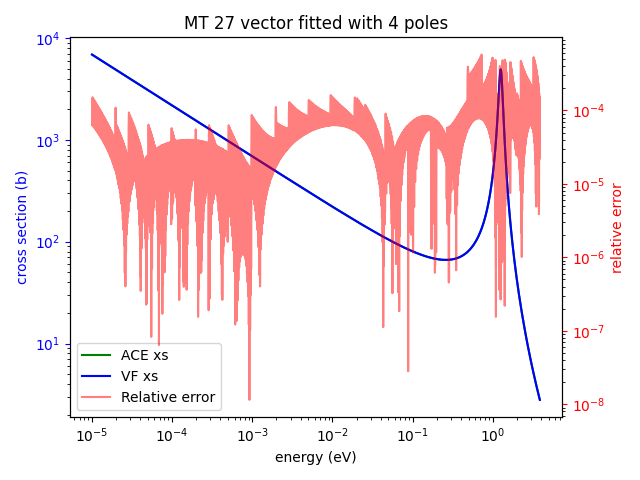 MT 27 vector fitted with 4 poles
10^4
10^3
10^2
10^1
cross section (b)
10^−4
10^−5
10^−6
10^−7
10^−8
relative error
ACE xs
VF xs
Relative error
10^−5 10^−4 10^−3 10^−2 10^−1 10^0
energy (eV)